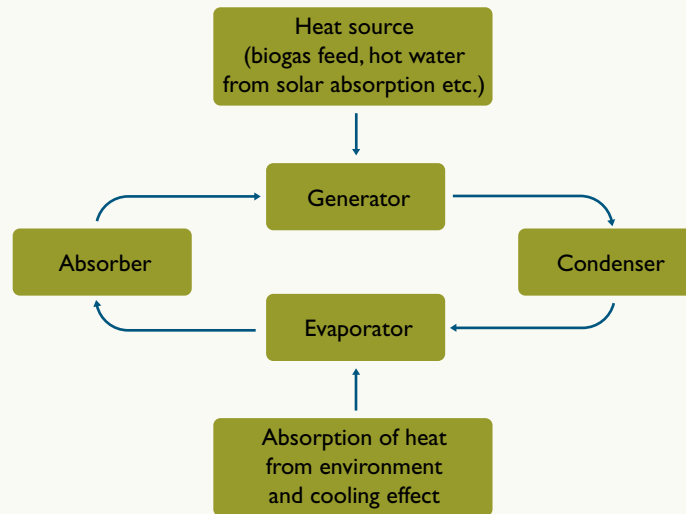 Heat source
(biogas feed, hot water
from solar absorption etc.)
Generator
Absorber
Condenser
Evaporator
Absorption of heat
from environment
and cooling effect